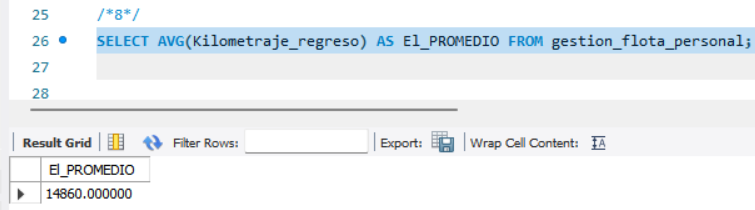 25 /*8*/
26 SELECT AVG(Kilometraje_regreso) AS El_PROMEDIO FROM gestion_flota_personal;
27
28
Result Grid Filter Rows: Export: Wrap Cell Content: IA
El_PROMEDIO
14860.000000